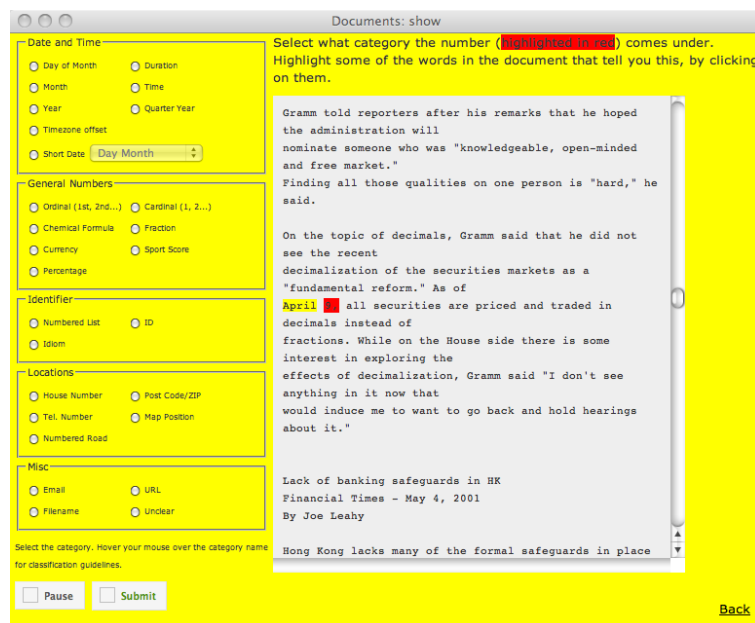 Documents: show
Date and Time
Day of Month
Duration
Month
Time
Year
Quarter Year
Timezone offset
Short Date Day Month
General Numbers
Ordinal (1st, 2nd...)
Cardinal (1, 2...)
Chemical Formula
Fraction
Currency
Sport Score
Percentage
Identifier
Numbered List
ID
Idiom
Locations
House Number
Post Code/ZIP
Tel. Number
Map Position
Numbered Road
Misc
Email
URL
Filename
Unclear
Select the category. Hover your mouse over the category name
for classification guidelines.
Pause
Submit
Select what category the number (highlighted in red) comes under.
Highlight some of the words in the document that tell you this, by clicking
on them.
Gramm told reporters after his remarks that he hoped
the administration will
nominate someone who was "knowledgeable, open-minded
and free market."
Finding all those qualities on one person is "hard," he
said.
On the topic of decimals, Gramm said that he did not
see the recent
decimalization of the securities markets as a
"fundamental reform." As of
April all securities are priced and traded in
decimals instead of
fractions. While on the House side there is some
interest in exploring the
effects of decimalization, Gramm said "I don't see
anything in it now that
would induce me to want to go back and hold hearings
about it."
Lack of banking safeguards in HK
Financial Times - May 4, 2001
By Joe Leahy
Hong Kong lacks many of the formal safeguards in place
Back